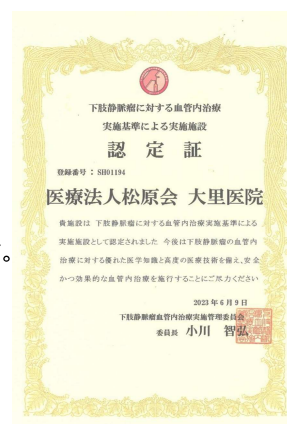 下肢静脈瘤に対する血管内治療
実施基準による実施施設
認定証
登録番号：SH01194
医療法人松原会 大里医院
貴施設は 下肢静脈瘤に対する血管内治療実施基準による
実施施設として認定されました 今後は下肢静脈瘤の血管内
治療に対する優れた医学知識と高度の医療技術を備え、安全
かつ効果的な血管内治療を施行することにご尽力ください
。
2023年6月9日
下肢静脈瘤血管内治療実施管理委員会
委員長 小川 智弘